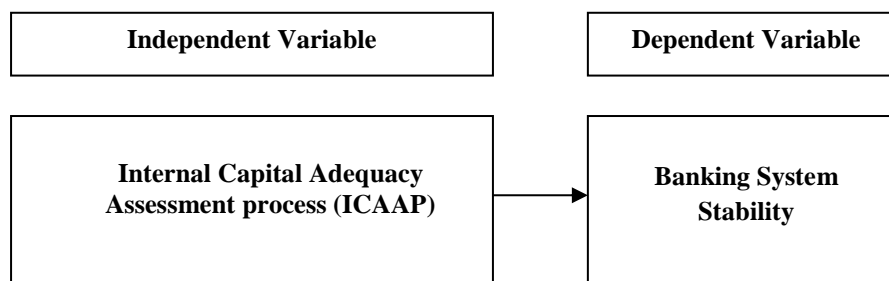 Independent Variable
Dependent Variable
Internal Capital Adequacy
Assessment process (ICAAP)
Banking System
Stability